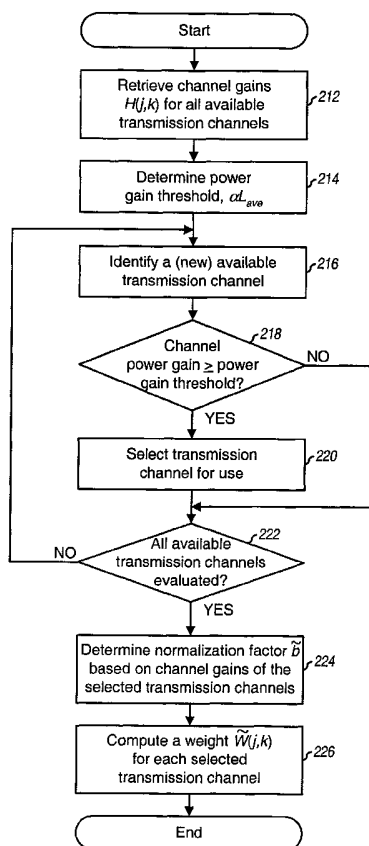 Start
Retrieve channel gains
H(j,k) for all available
transmission channels
212
Determine power
gain threshold, αL_ave
214
Identify a (new) available
transmission channel
216
218
Channel
power gain ≥ power
gain threshold?
NO
YES
Select transmission
channel for use
220
222
All available
transmission channels
evaluated?
NO
YES
Determine normalization factor b̃
based on channel gains of the
selected transmission channels
224
Compute a weight W̃(j,k)
for each selected
transmission channel
226
End